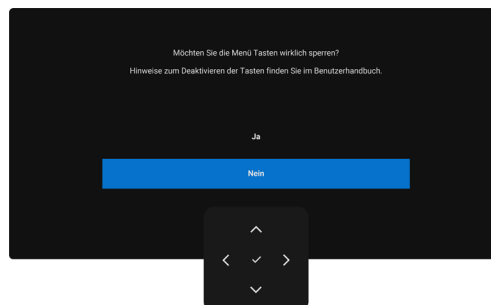 Möchten Sie die Menü Tasten wirklich sperren?
Hinweise zum Deaktivieren der Tasten finden Sie im Benutzerhandbuch.
Ja
Nein